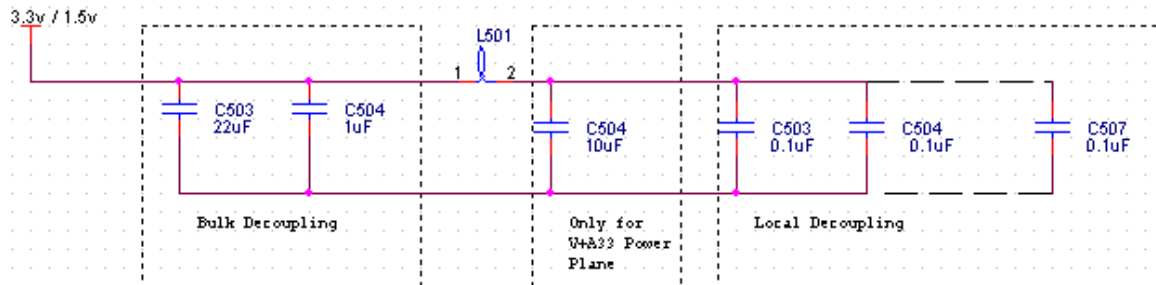 3.3v / 1.5v
L501
1 2
C503
22uF
C504
1uF
C504
10uF
C503
0.1uF
C504
0.1uF
C507
0.1uF
Bulk Decoupling
Only for
V+A33 Power
Plane
Local Decoupling